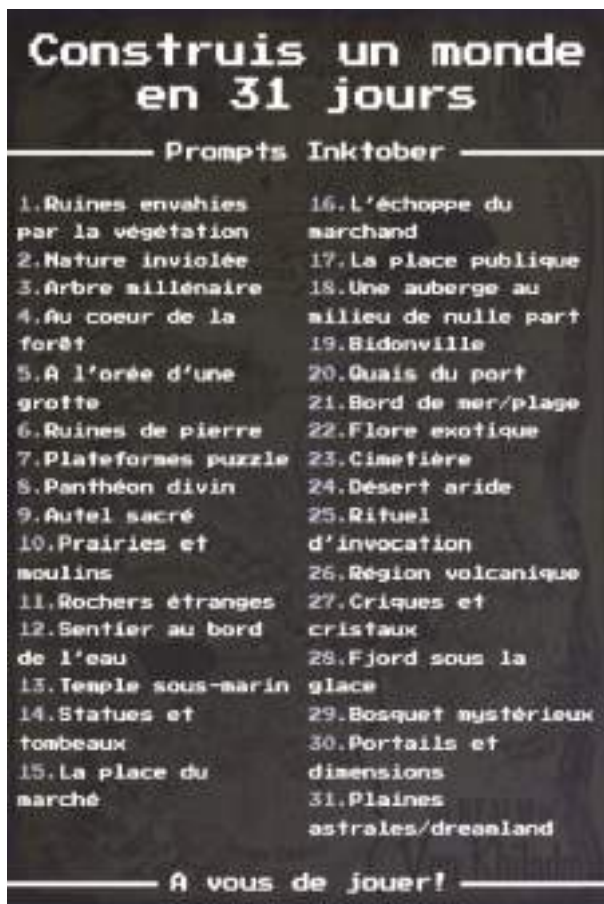 Construis un monde
en 31 jours
Prompts Inktober
1.Ruines envahies
par la végétation
2.Nature inviolée
3.Arbre millénaire
4.Au coeur de la
forêt
5.A l'orée d'une
grotte
6.Ruines de pierre
7.Plateformes puzzle
8.Panthéon divin
9.Autel sacré
10.Prairies et
moulins
11.Rochers étranges
12.Sentier au bord
de l'eau
13.Temple sous-marin
14.Statues et
tombeaux
15.La place du
marché
16.L'échoppe du
marchand
17.La place publique
18.Une auberge au
milieu de nulle part
19.Bidonville
20.Quais du port
21.Bord de mer/plage
22.Flore exotique
23.Cimetière
24.Désert aride
25.Rituel
d'invocation
26.Région volcanique
27.Criques et
cristaux
28.Fjord sous la
glace
29.Bosquet mystérieux
30.Portails et
dimensions
31.Plaines
astrales/dreamland
A vous de jouer!